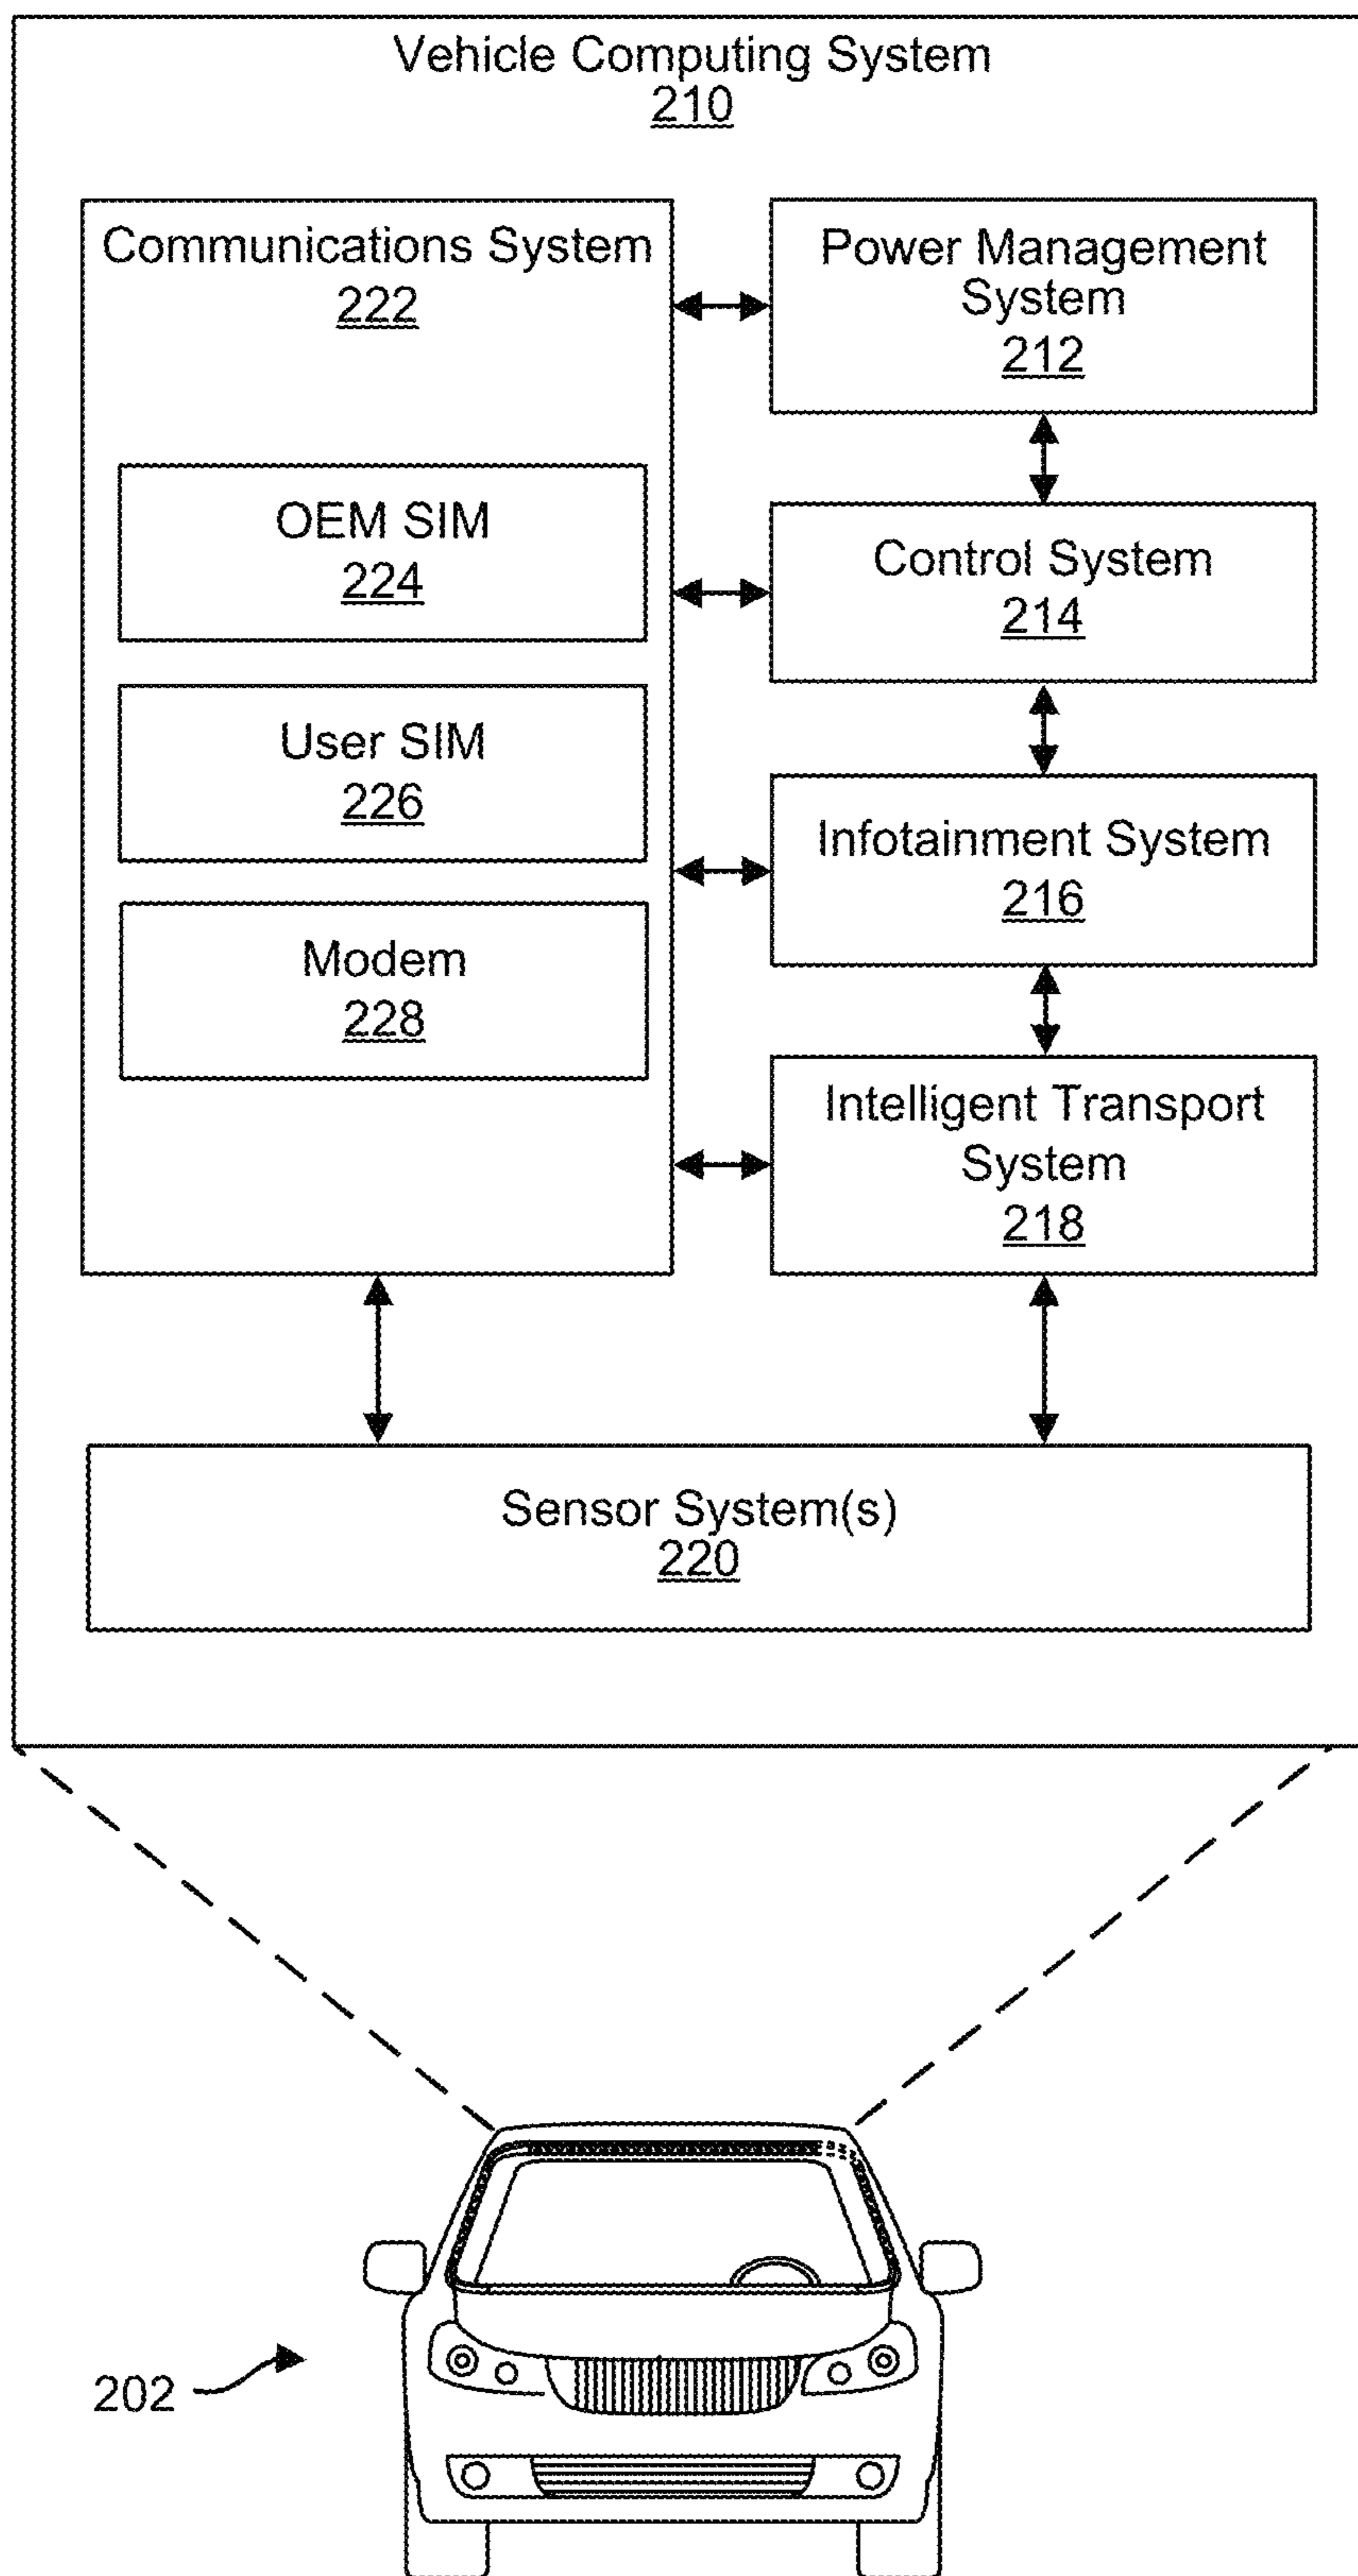 Vehicle Computing System
210
Communications System
222
OEM SIM
224
User SIM
226
Modem
228
Power Management
System
212
Control System
214
Infotainment System
216
Intelligent Transport
System
218
Sensor System(s)
220
202